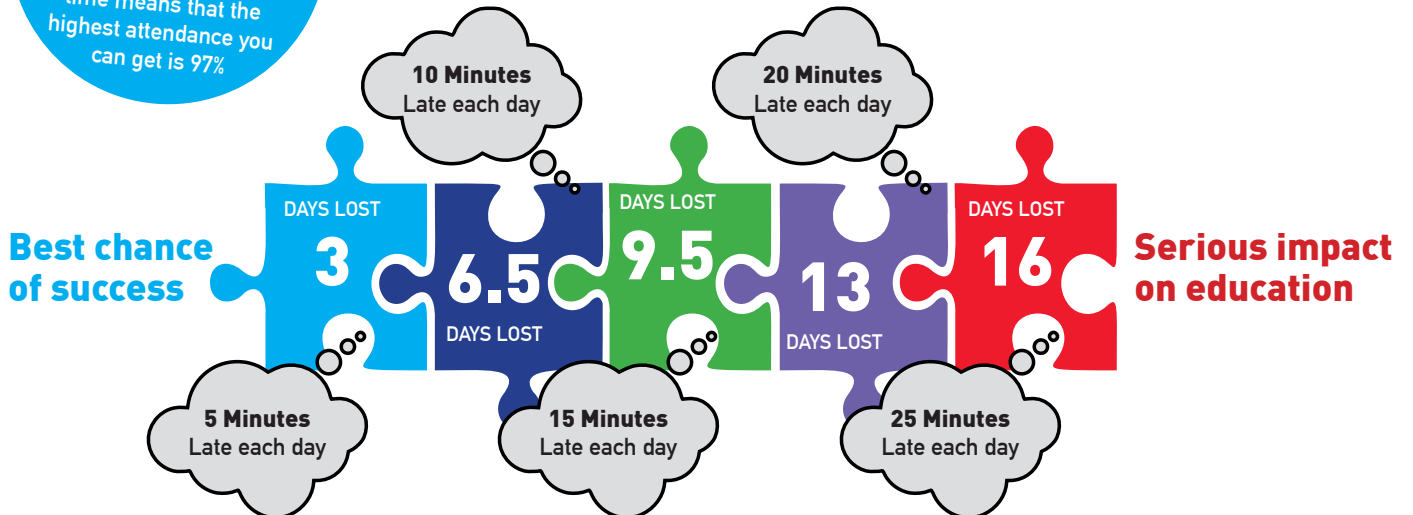 time means that the
highest attendance you
can get is 97%
10 Minutes
Late each day
20 Minutes
Late each day
Best chance
of success
DAYS LOST
3
6.5
DAYS LOST
DAYS LOST
9.5
13
DAYS LOST
DAYS LOST
16
Serious impact
on education
5 Minutes
Late each day
15 Minutes
Late each day
25 Minutes
Late each day